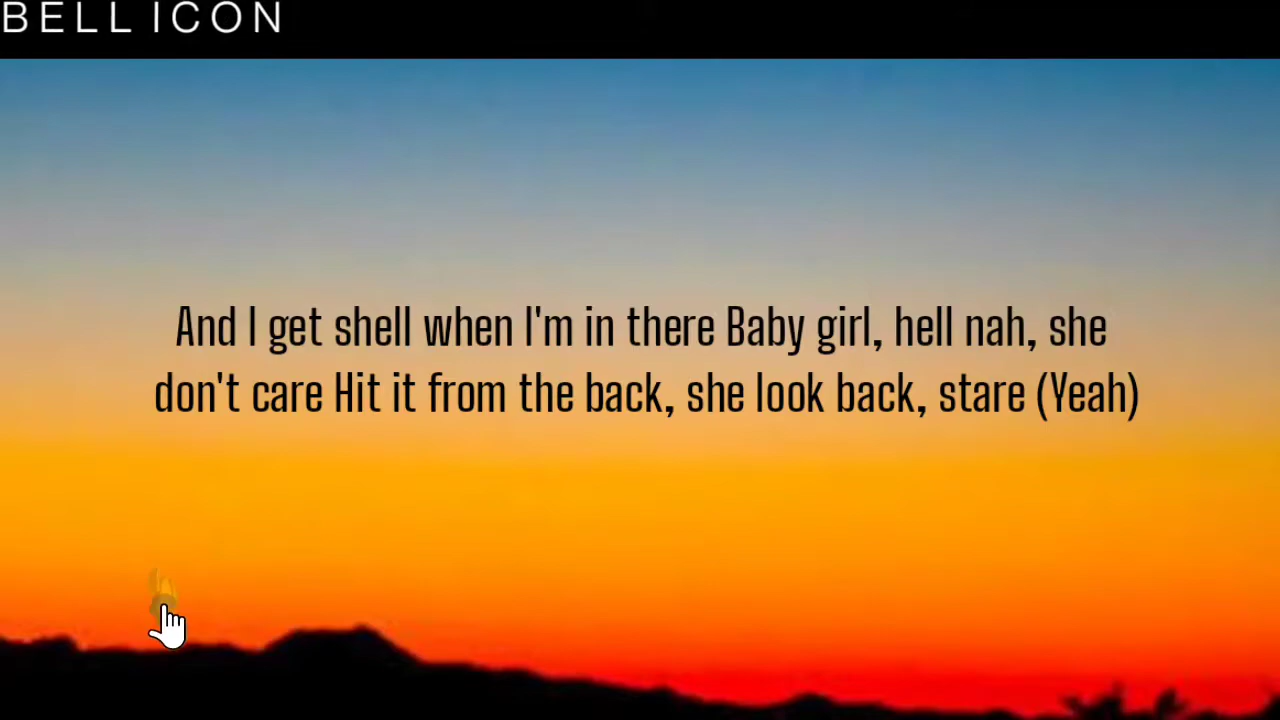 BELL ICON
And I get shell when I'm in there Baby girl, hell nah, she
don't care Hit it from the back, she look back, stare (Yeah)